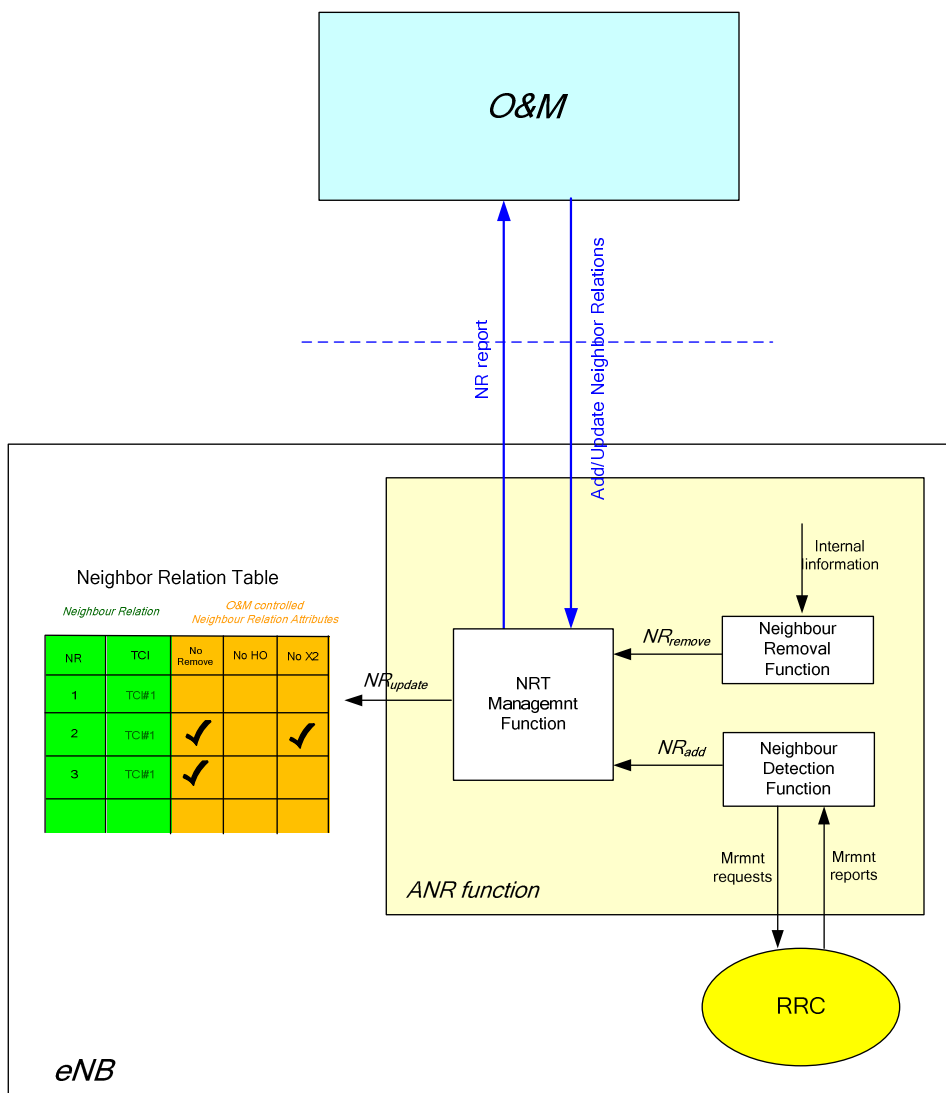 O&M
NR report
Add/Update Neighbor Relations
Internal
Iinformation
Neighbor Relation Table
Neighbour Relation
O&M controlled
Neighbour Relation Attributes
NR TCI No Remove No HO No X2
1 TCI#1
2 TCI#1 ✓ ✓
3 TCI#1 ✓
NRupdate
NRT
Managemnt
Function
NRremove
Neighbour
Removal
Function
NRadd
Neighbour
Detection
Function
Mrmnt
requests
Mrmnt
reports
ANR function
RRC
eNB